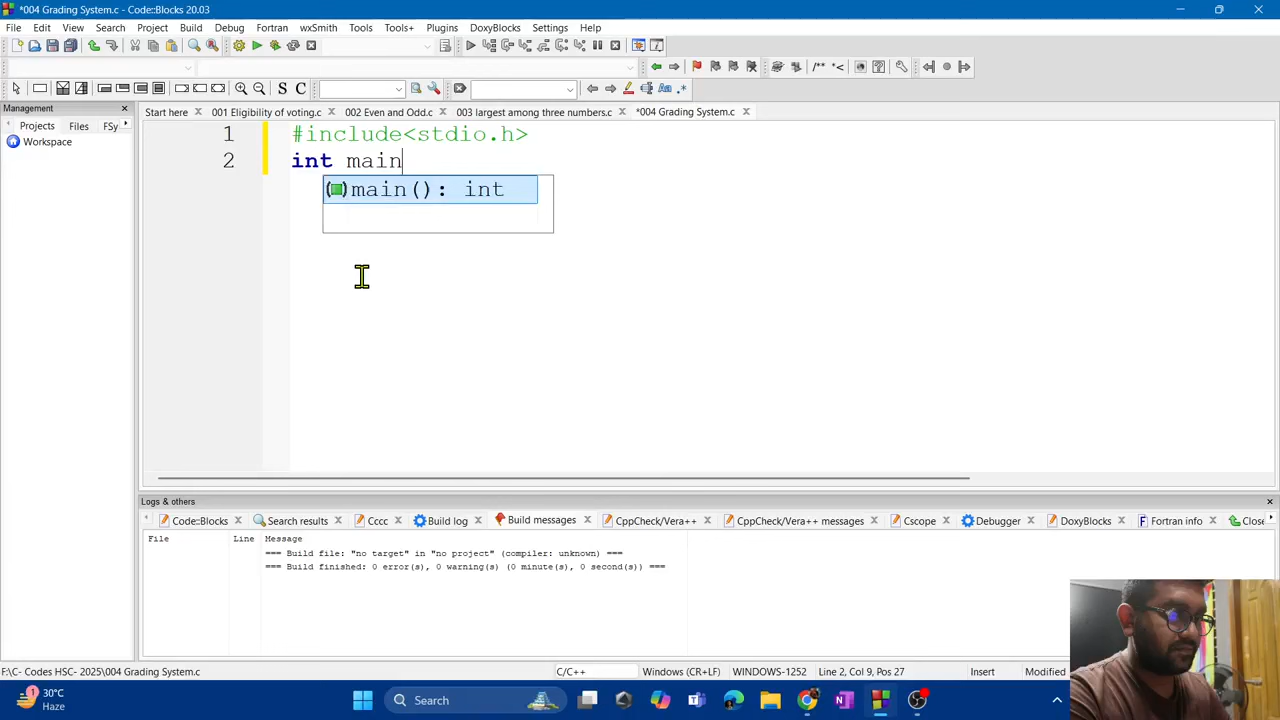 *004 Grading System.c - Code::Blocks 20.03
File Edit View Search Project Build Debug Fortran wxSmith Tools Tools+ Plugins DoxyBlocks Settings Help
/** *<
S C
Aa .*
Management
Projects Files FSy
Workspace
Start here 001 Eligibility of voting.c 002 Even and Odd.c 003 largest among three numbers.c *004 Grading System.c
1 #include<stdio.h>
2 int main
main(): int
Logs & others
Code::Blocks Search results Cccc Build log Build messages CppCheck/Vera++ CppCheck/Vera++ messages Cscope Debugger DoxyBlocks Fortran info Close
File Line Message
=== Build file: "no target" in "no project" (compiler: unknown) ===
=== Build finished: 0 error(s), 0 warning(s) (0 minute(s), 0 second(s)) ===
F:\C- Codes HSC- 2025\004 Grading System.c C/C++ Windows (CR+LF) WINDOWS-1252 Line 2, Col 9, Pos 27 Insert Modified
1
30°C
Haze
Search